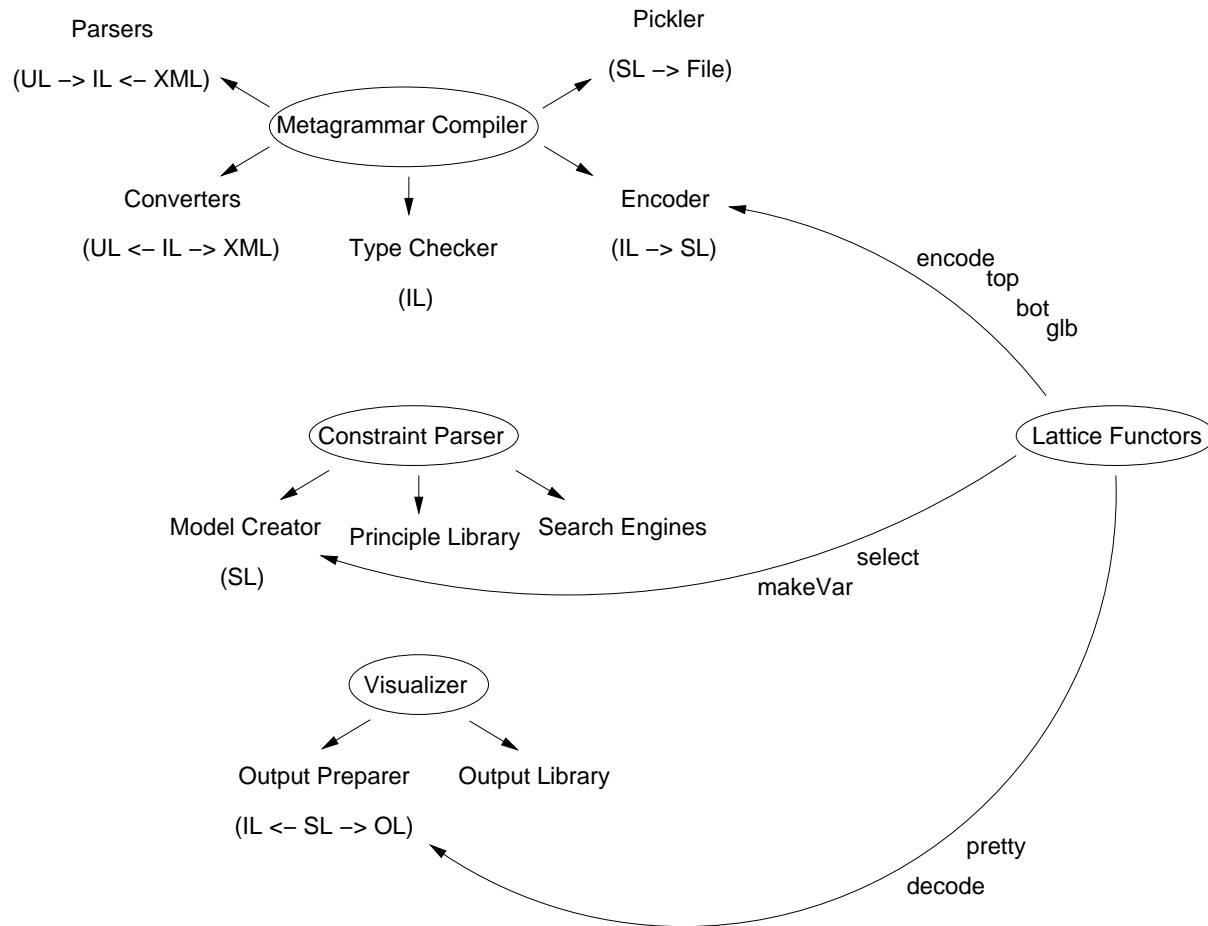 Parsers
(UL −> IL <− XML)
Pickler
(SL −> File)
Metagrammar Compiler
Converters
(UL <− IL −> XML)
Type Checker
(IL)
Encoder
(IL −> SL)
encode
top
bot
glb
Constraint Parser
Lattice Functors
Model Creator
(SL)
Principle Library
Search Engines
select
makeVar
Visualizer
Output Preparer
(IL <− SL −> OL)
Output Library
pretty
decode